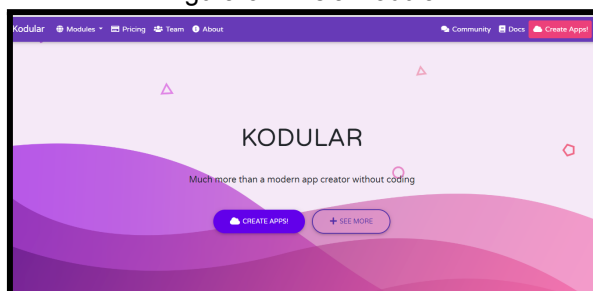 Kodular Modules Pricing Team About Community Docs Create Apps!
KODULAR
Much more than a modern app creator without coding
CREATE APPS! SEE MORE